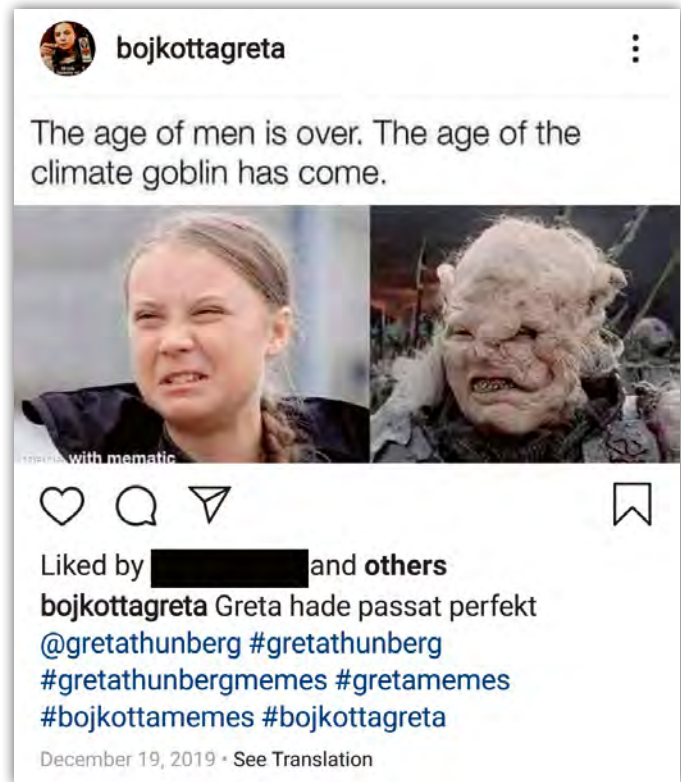 bojkottagreta
The age of men is over. The age of the
climate goblin has come.
made with mematic
Liked by and others
bojkottagreta Greta hade passat perfekt
@gretathunberg #gretathunberg
#gretathunbergmemes #gretamemes
#bojkottamemes #bojkottagreta
December 19, 2019 · See Translation